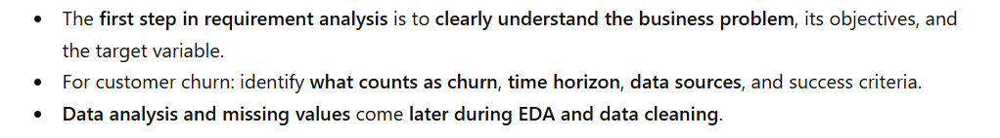 • The first step in requirement analysis is to clearly understand the business problem, its objectives, and
the target variable.
• For customer churn: identify what counts as churn, time horizon, data sources, and success criteria.
• Data analysis and missing values come later during EDA and data cleaning.